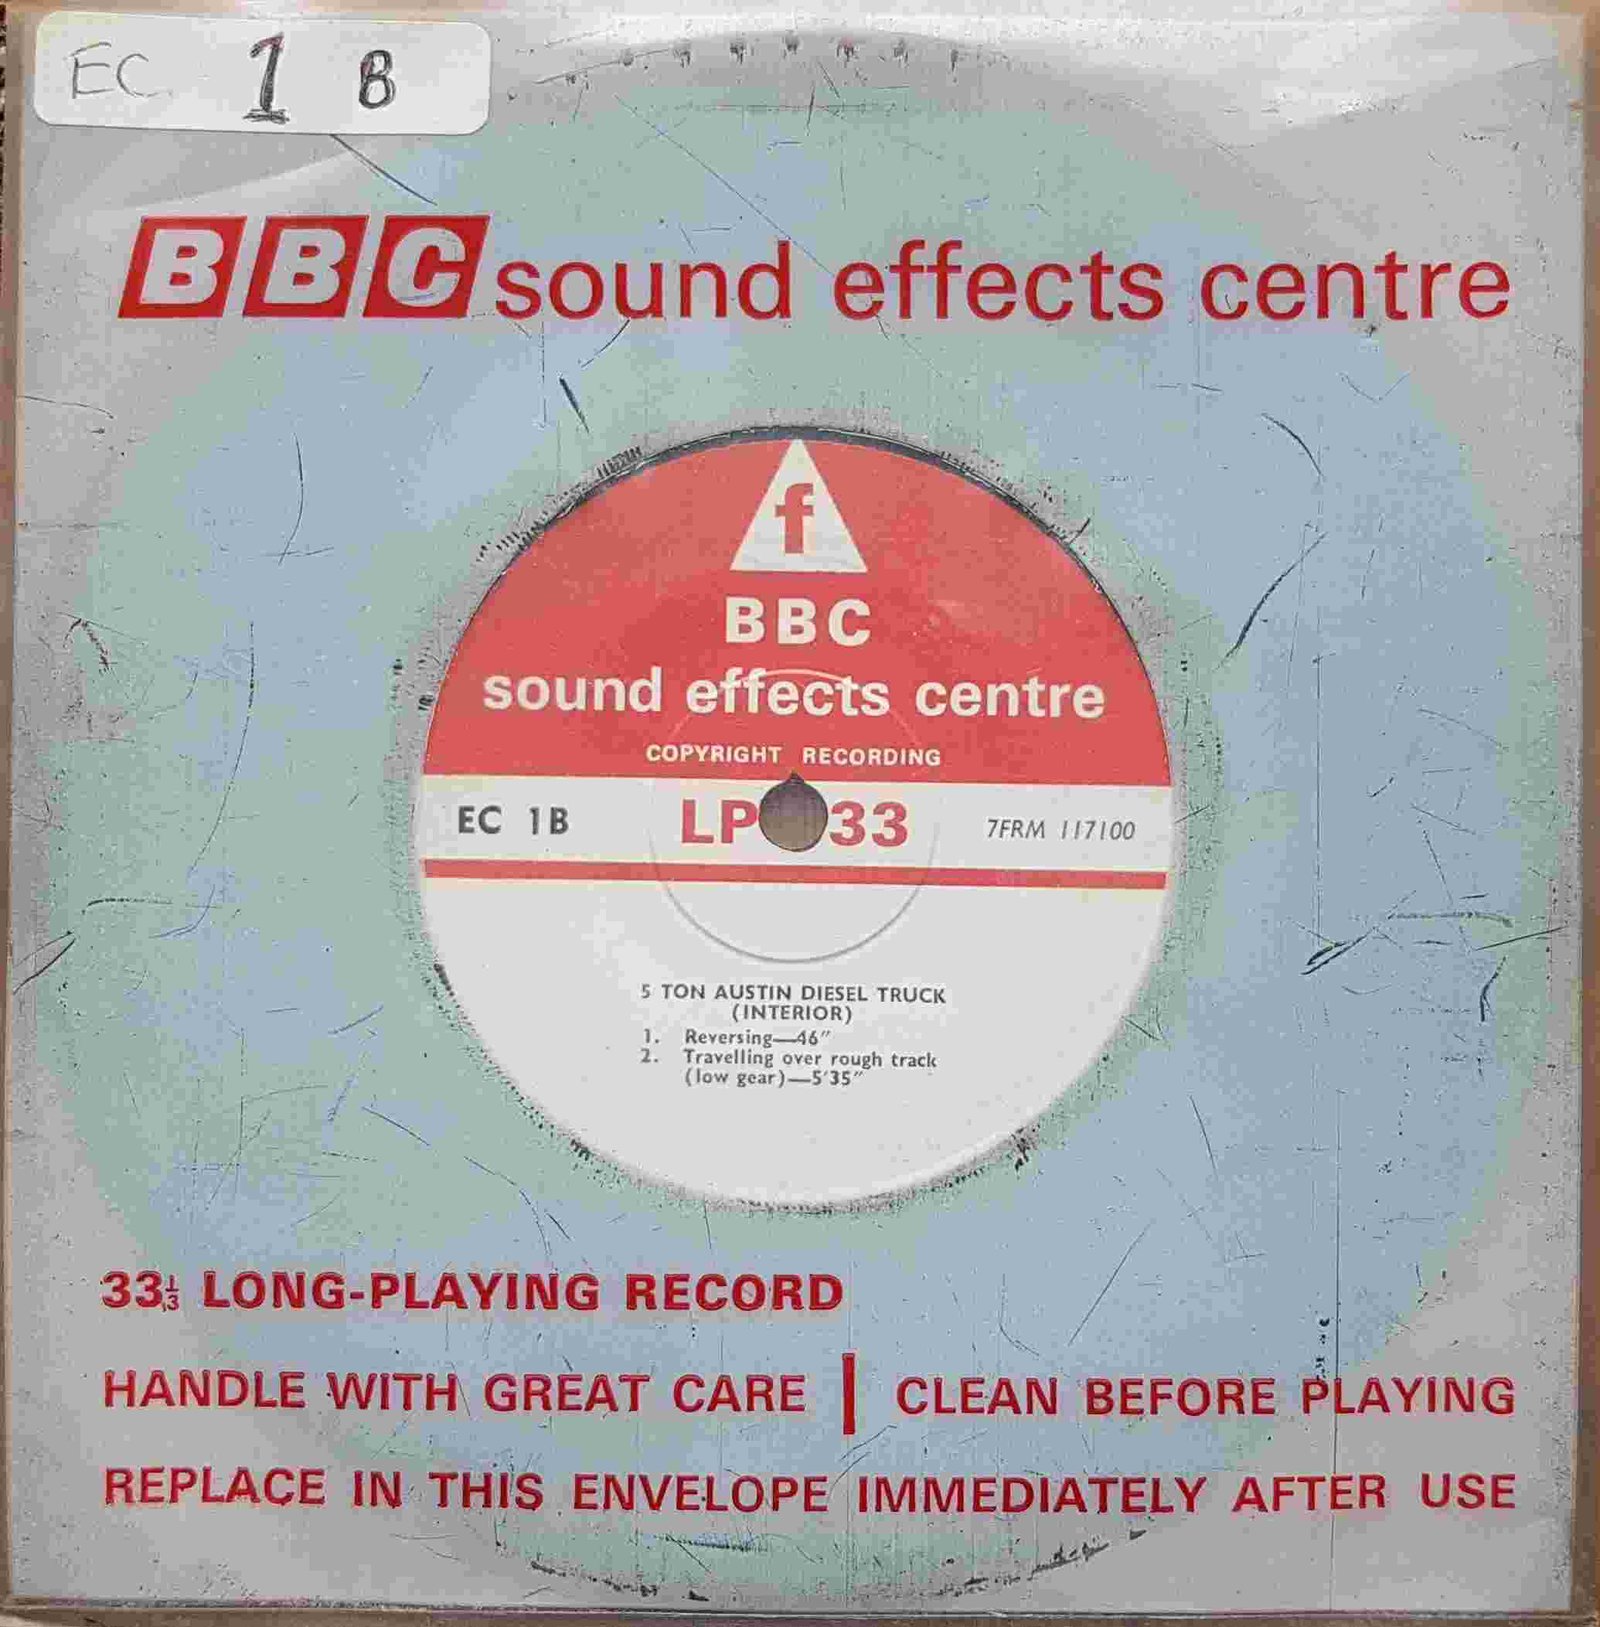 EC 1 B
BBC sound effects centre
f
BBC
sound effects centre
COPYRIGHT RECORDING
EC 1B LP 33 7FRM 117100
5 TON AUSTIN DIESEL TRUCK
(INTERIOR)
1. Reversing—46"
2. Travelling over rough track
(low gear)—5'35"
33⅓ LONG-PLAYING RECORD
HANDLE WITH GREAT CARE | CLEAN BEFORE PLAYING
REPLACE IN THIS ENVELOPE IMMEDIATELY AFTER USE